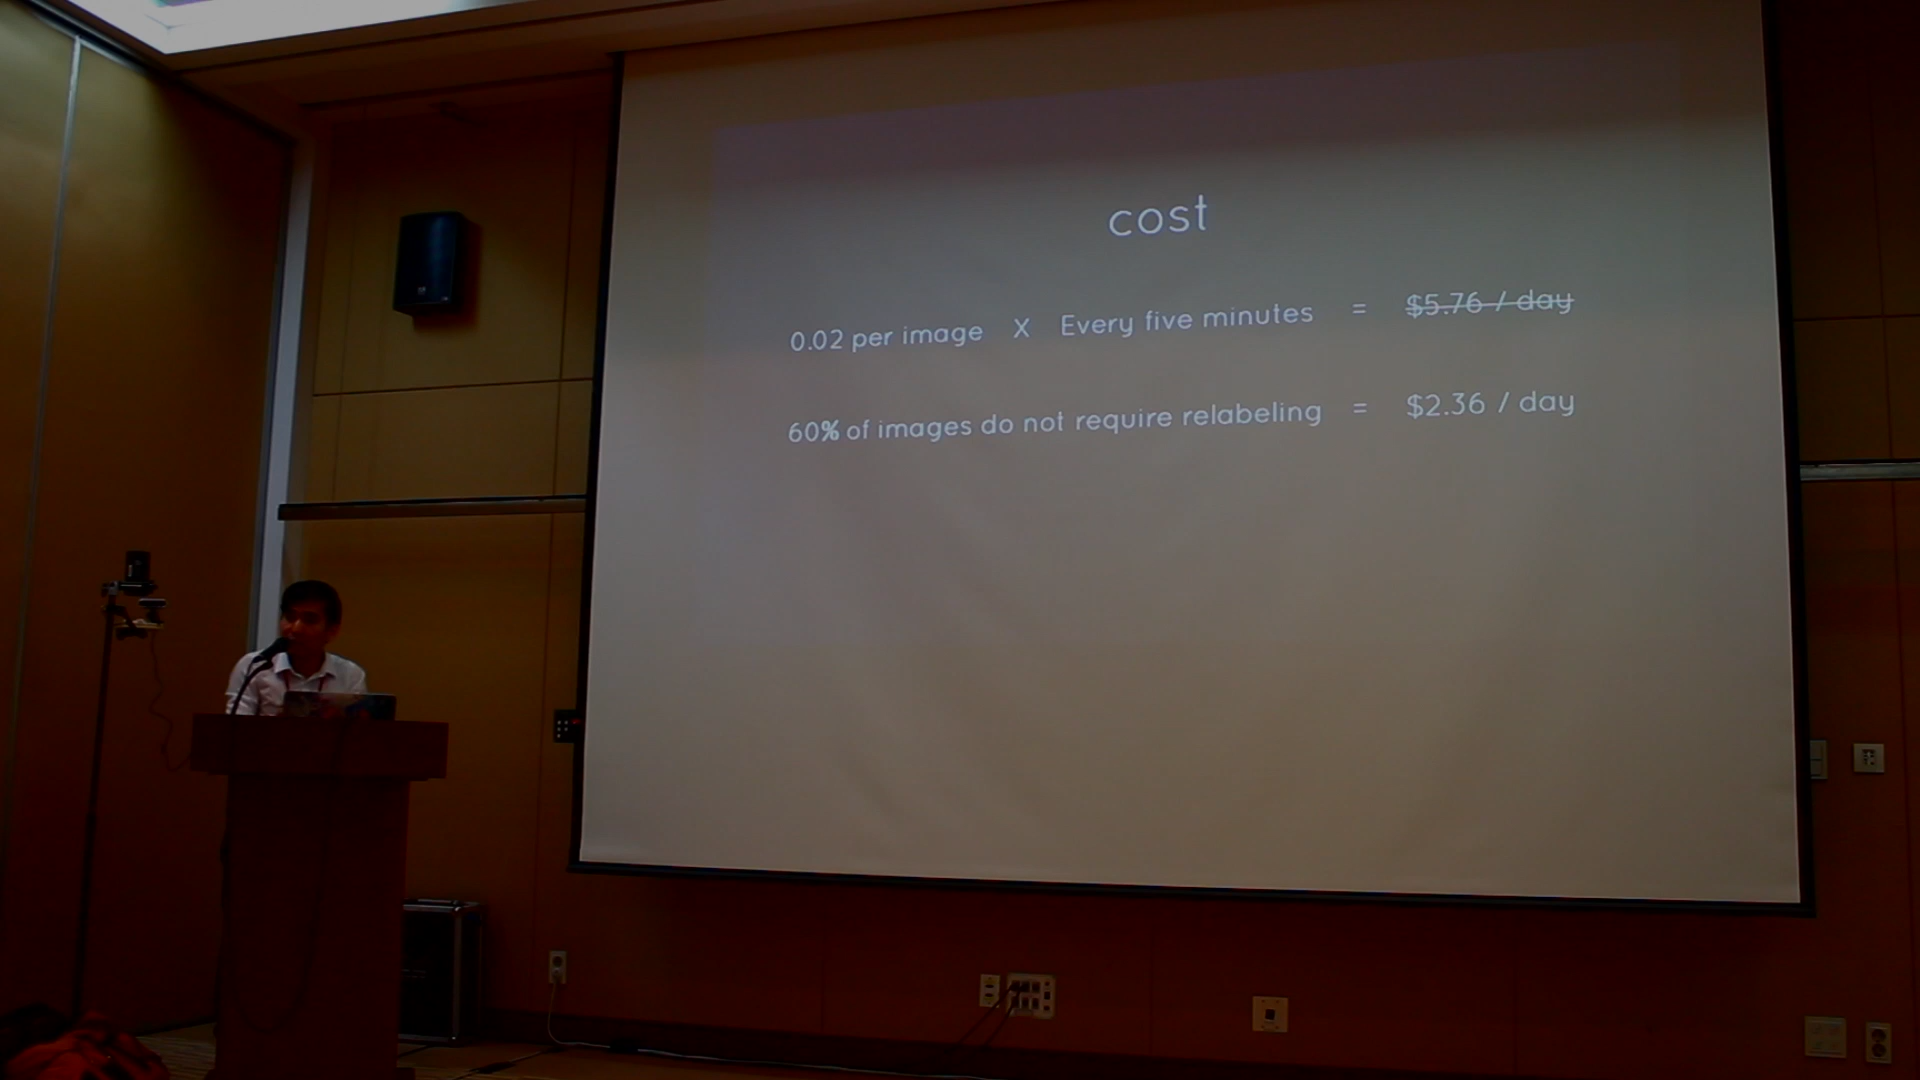 cost
0.02 per image X Every five minutes = $5.76 / day
60% of images do not require relabeling = $2.36 / day